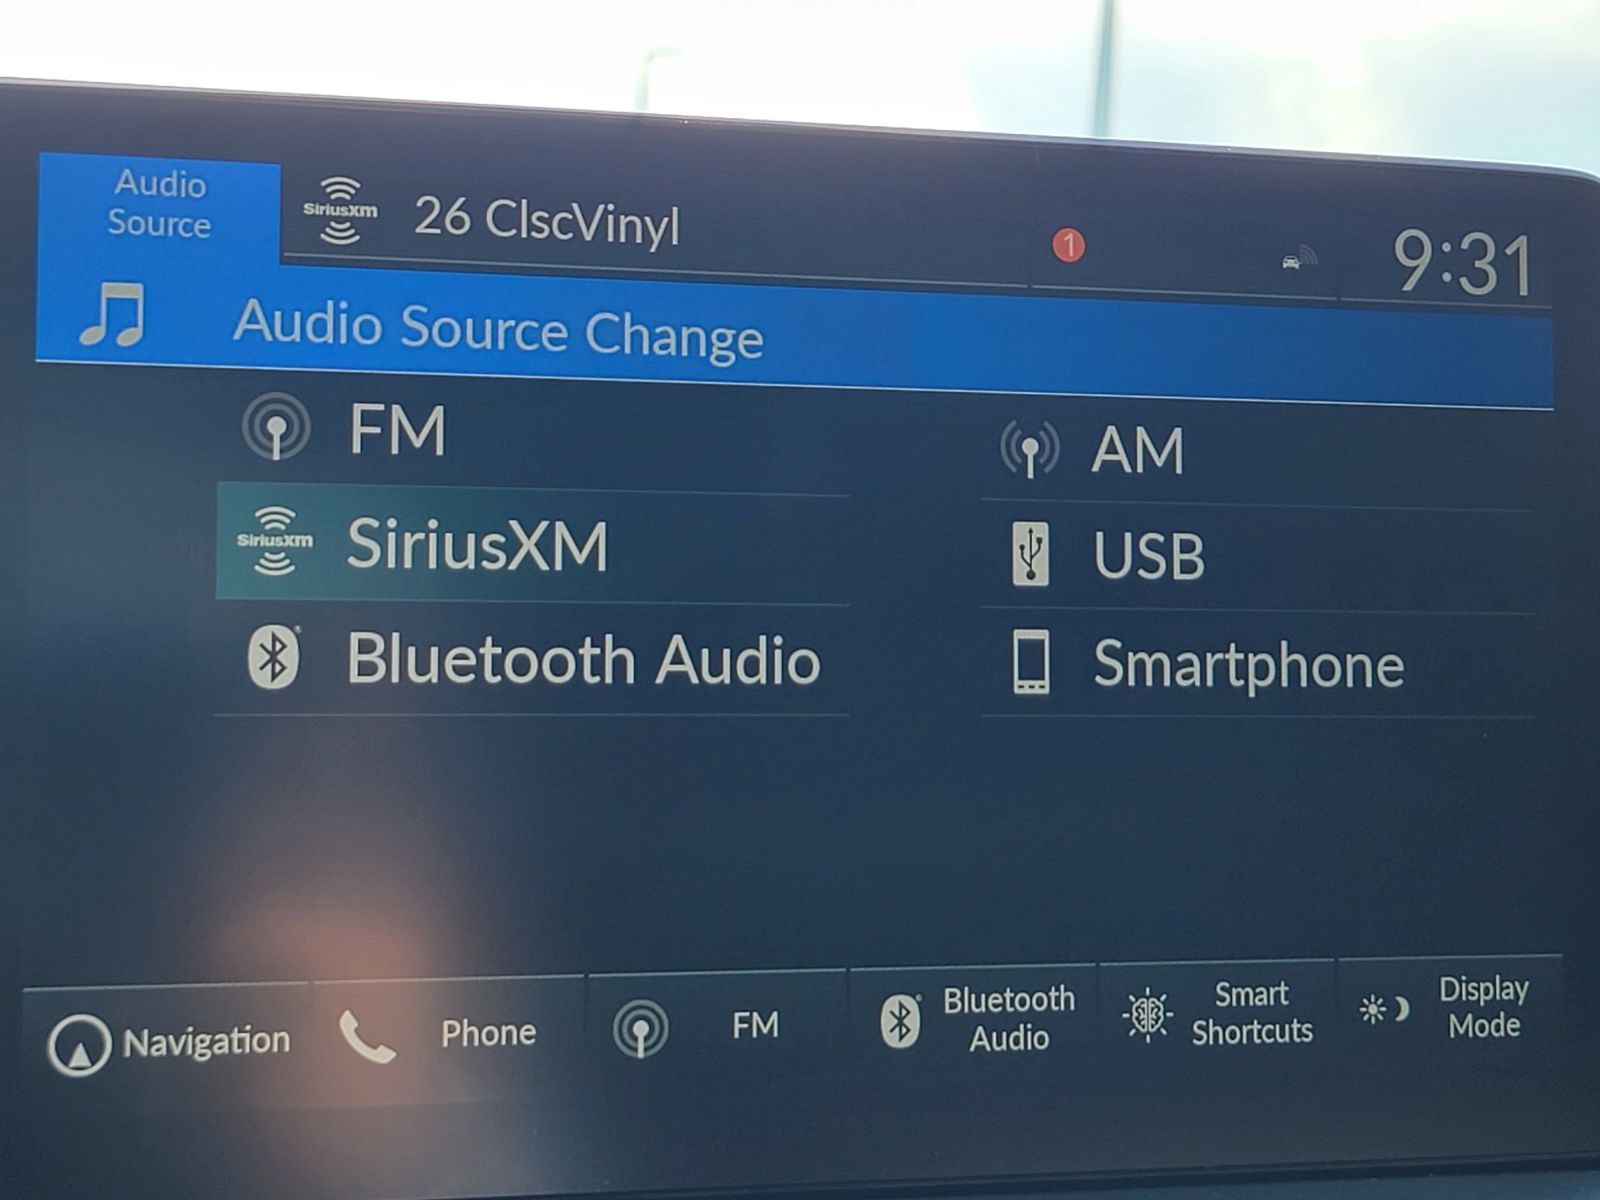 Audio
Source
SiriusXM
26 ClscVinyl
1
9:31
Audio Source Change
FM
AM
SiriusXM
SiriusXM
USB
Bluetooth Audio
Smartphone
Navigation
Phone
FM
Bluetooth
Audio
Smart
Shortcuts
Display
Mode